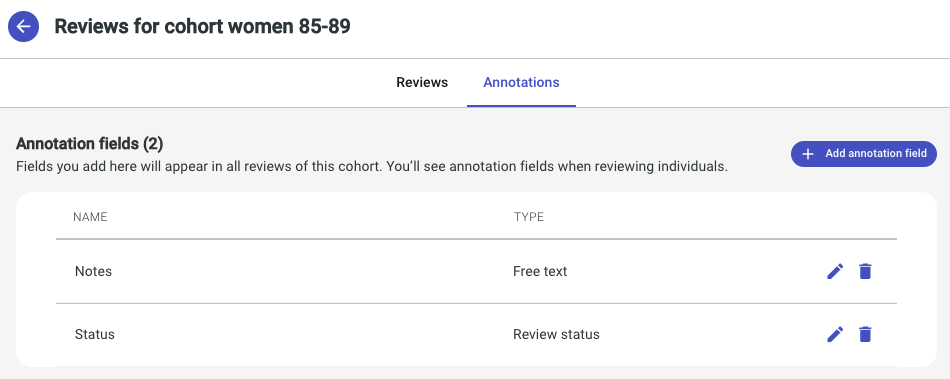 Reviews for cohort women 85-89
Reviews Annotations
Annotation fields (2)
Fields you add here will appear in all reviews of this cohort. You’ll see annotation fields when reviewing individuals.
Add annotation field
NAME TYPE
Notes Free text
Status Review status